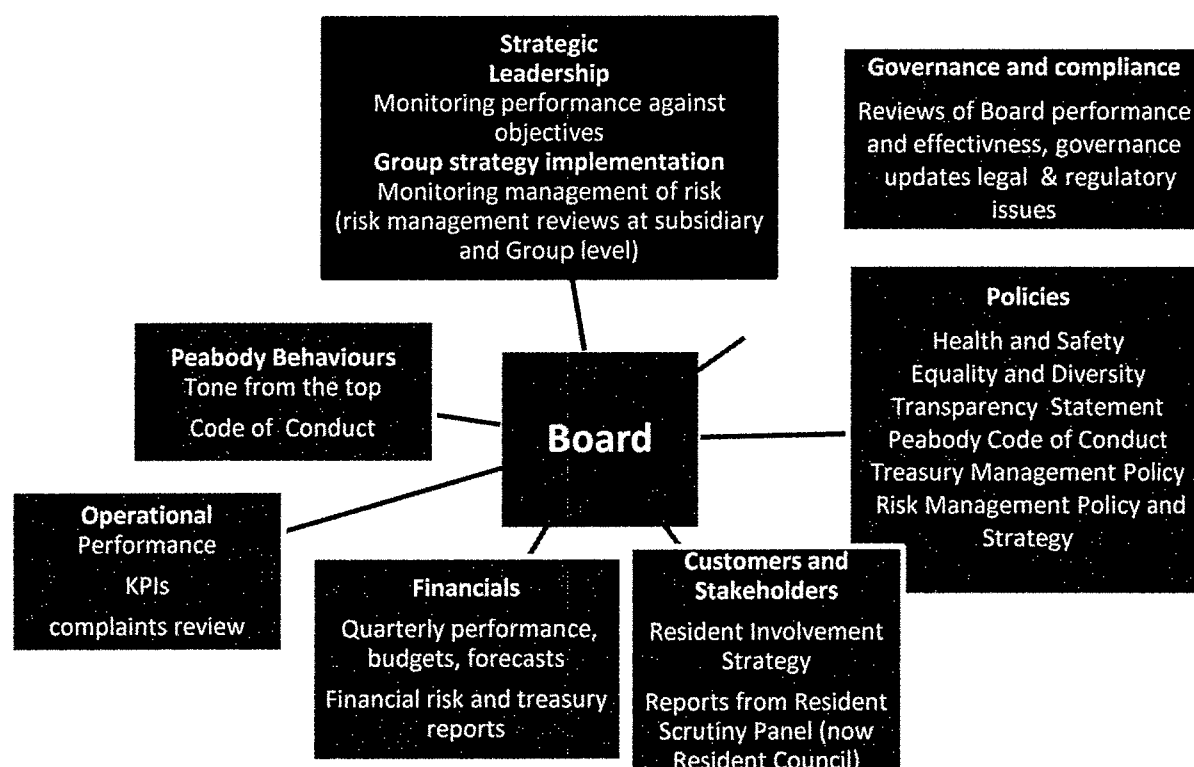 Strategic
Leadership
Monitoring performance against
objectives
Group strategy implementation
Monitoring management of risk
(risk management reviews at subsidiary
and Group level)
Governance and compliance
Reviews of Board performance
and effectivness, governance
updates legal & regulatory
issues
Policies
Health and Safety
Equality and Diversity
Transparency Statement
Peabody Code of Conduct
Treasury Management Policy
Risk Management Policy and
Strategy
Peabody Behaviours
Tone from the top
Code of Conduct
Board
Operational
Performance
KPIs
complaints review
Financials
Quarterly performance,
budgets, forecasts
Financial risk and treasury
reports
Customers and
Stakeholders
Resident Involvement
Strategy
Reports from Resident
Scrutiny Panel (now
Resident Council)